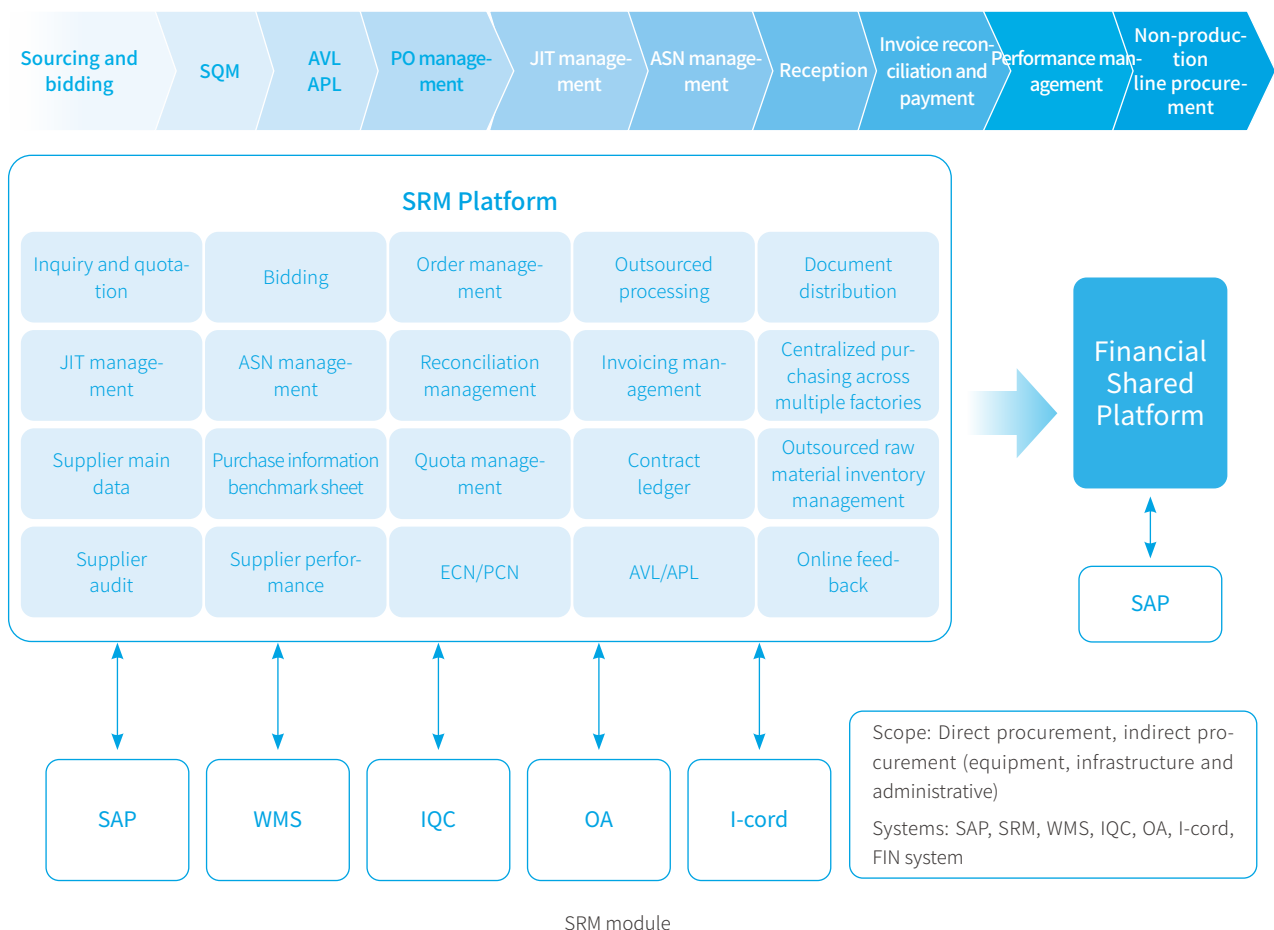 Sourcing and
bidding
SQM
AVL
APL
PO manage-
ment
JIT manage-
ment
ASN manage-
ment
Reception
Invoice recon-
ciliation and
payment
Performance man-
agement
Non-produc-
tion
line procure-
ment
SRM Platform
Inquiry and quota-
tion
Bidding
Order manage-
ment
Outsourced
processing
Document
distribution
JIT manage-
ment
ASN manage-
ment
Reconciliation
management
Invoicing man-
agement
Centralized pur-
chasing across
multiple factories
Supplier main
data
Purchase information
benchmark sheet
Quota manage-
ment
Contract
ledger
Outsourced raw
material inventory
management
Supplier
audit
Supplier perfor-
mance
ECN/PCN
AVL/APL
Online feed-
back
Financial
Shared
Platform
SAP
SAP
WMS
IQC
OA
I-cord
Scope: Direct procurement, indirect pro-
curement (equipment, infrastructure and
administrative)
Systems: SAP, SRM, WMS, IQC, OA, I-cord,
FIN system
SRM module